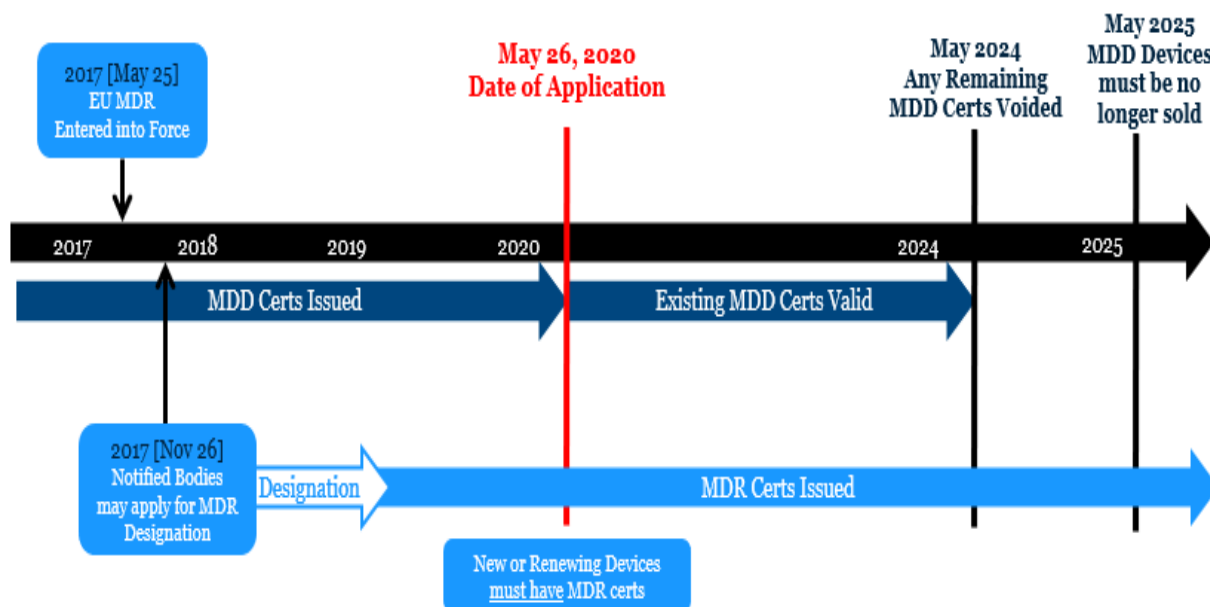 2017 [May 25]
EU MDR
Entered into Force
May 26, 2020
Date of Application
May 2024
Any Remaining
MDD Certs Voided
May 2025
MDD Devices
must be no
longer sold
2017
2018
2019
2020
2024
2025
MDD Certs Issued
Existing MDD Certs Valid
2017 [Nov 26]
Notified Bodies
may apply for MDR
Designation
Designation
MDR Certs Issued
New or Renewing Devices
must have MDR certs